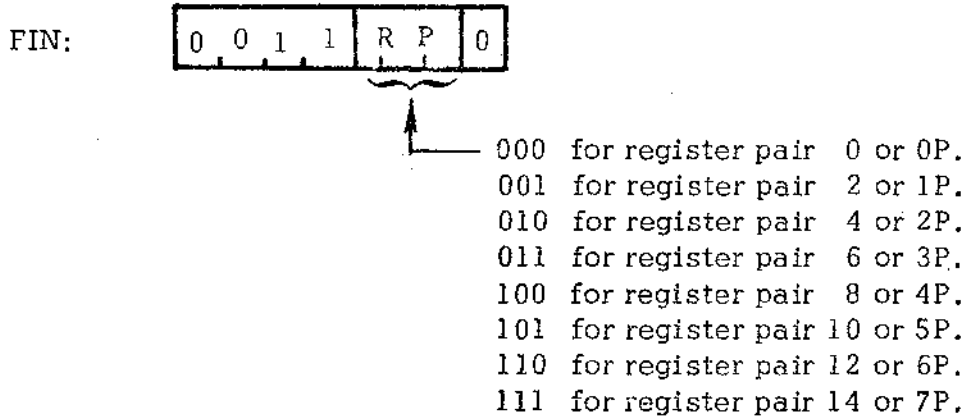 FIN: 0 0 1 1 R P 0
000 for register pair 0 or 0P.
001 for register pair 2 or 1P.
010 for register pair 4 or 2P.
011 for register pair 6 or 3P.
100 for register pair 8 or 4P.
101 for register pair 10 or 5P.
110 for register pair 12 or 6P.
111 for register pair 14 or 7P.